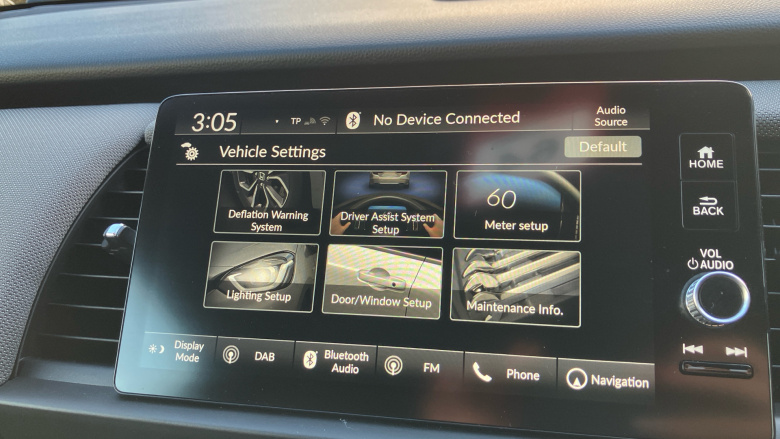 3:05
TP
No Device Connected
Audio
Source
Vehicle Settings
Default
HOME
BACK
Deflation Warning
System
Driver Assist System
Setup
60
Meter setup
Lighting Setup
Door/Window Setup
Maintenance Info.
VOL
AUDIO
Display
Mode
DAB
Bluetooth
Audio
FM
Phone
Navigation